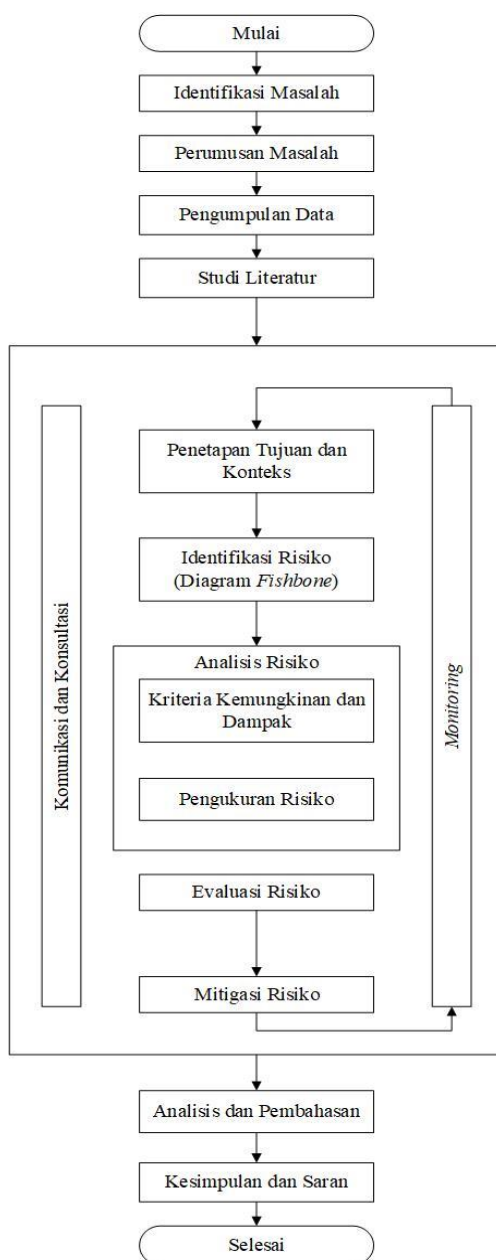 Mulai
Identifikasi Masalah
Perumusan Masalah
Pengumpulan Data
Studi Literatur
Komunikasi dan Konsultasi
Penetapan Tujuan dan
Konteks
Identifikasi Risiko
(Diagram Fishbone)
Analisis Risiko
Kriteria Kemungkinan dan
Dampak
Pengukuran Risiko
Evaluasi Risiko
Mitigasi Risiko
Monitoring
Analisis dan Pembahasan
Kesimpulan dan Saran
Selesai